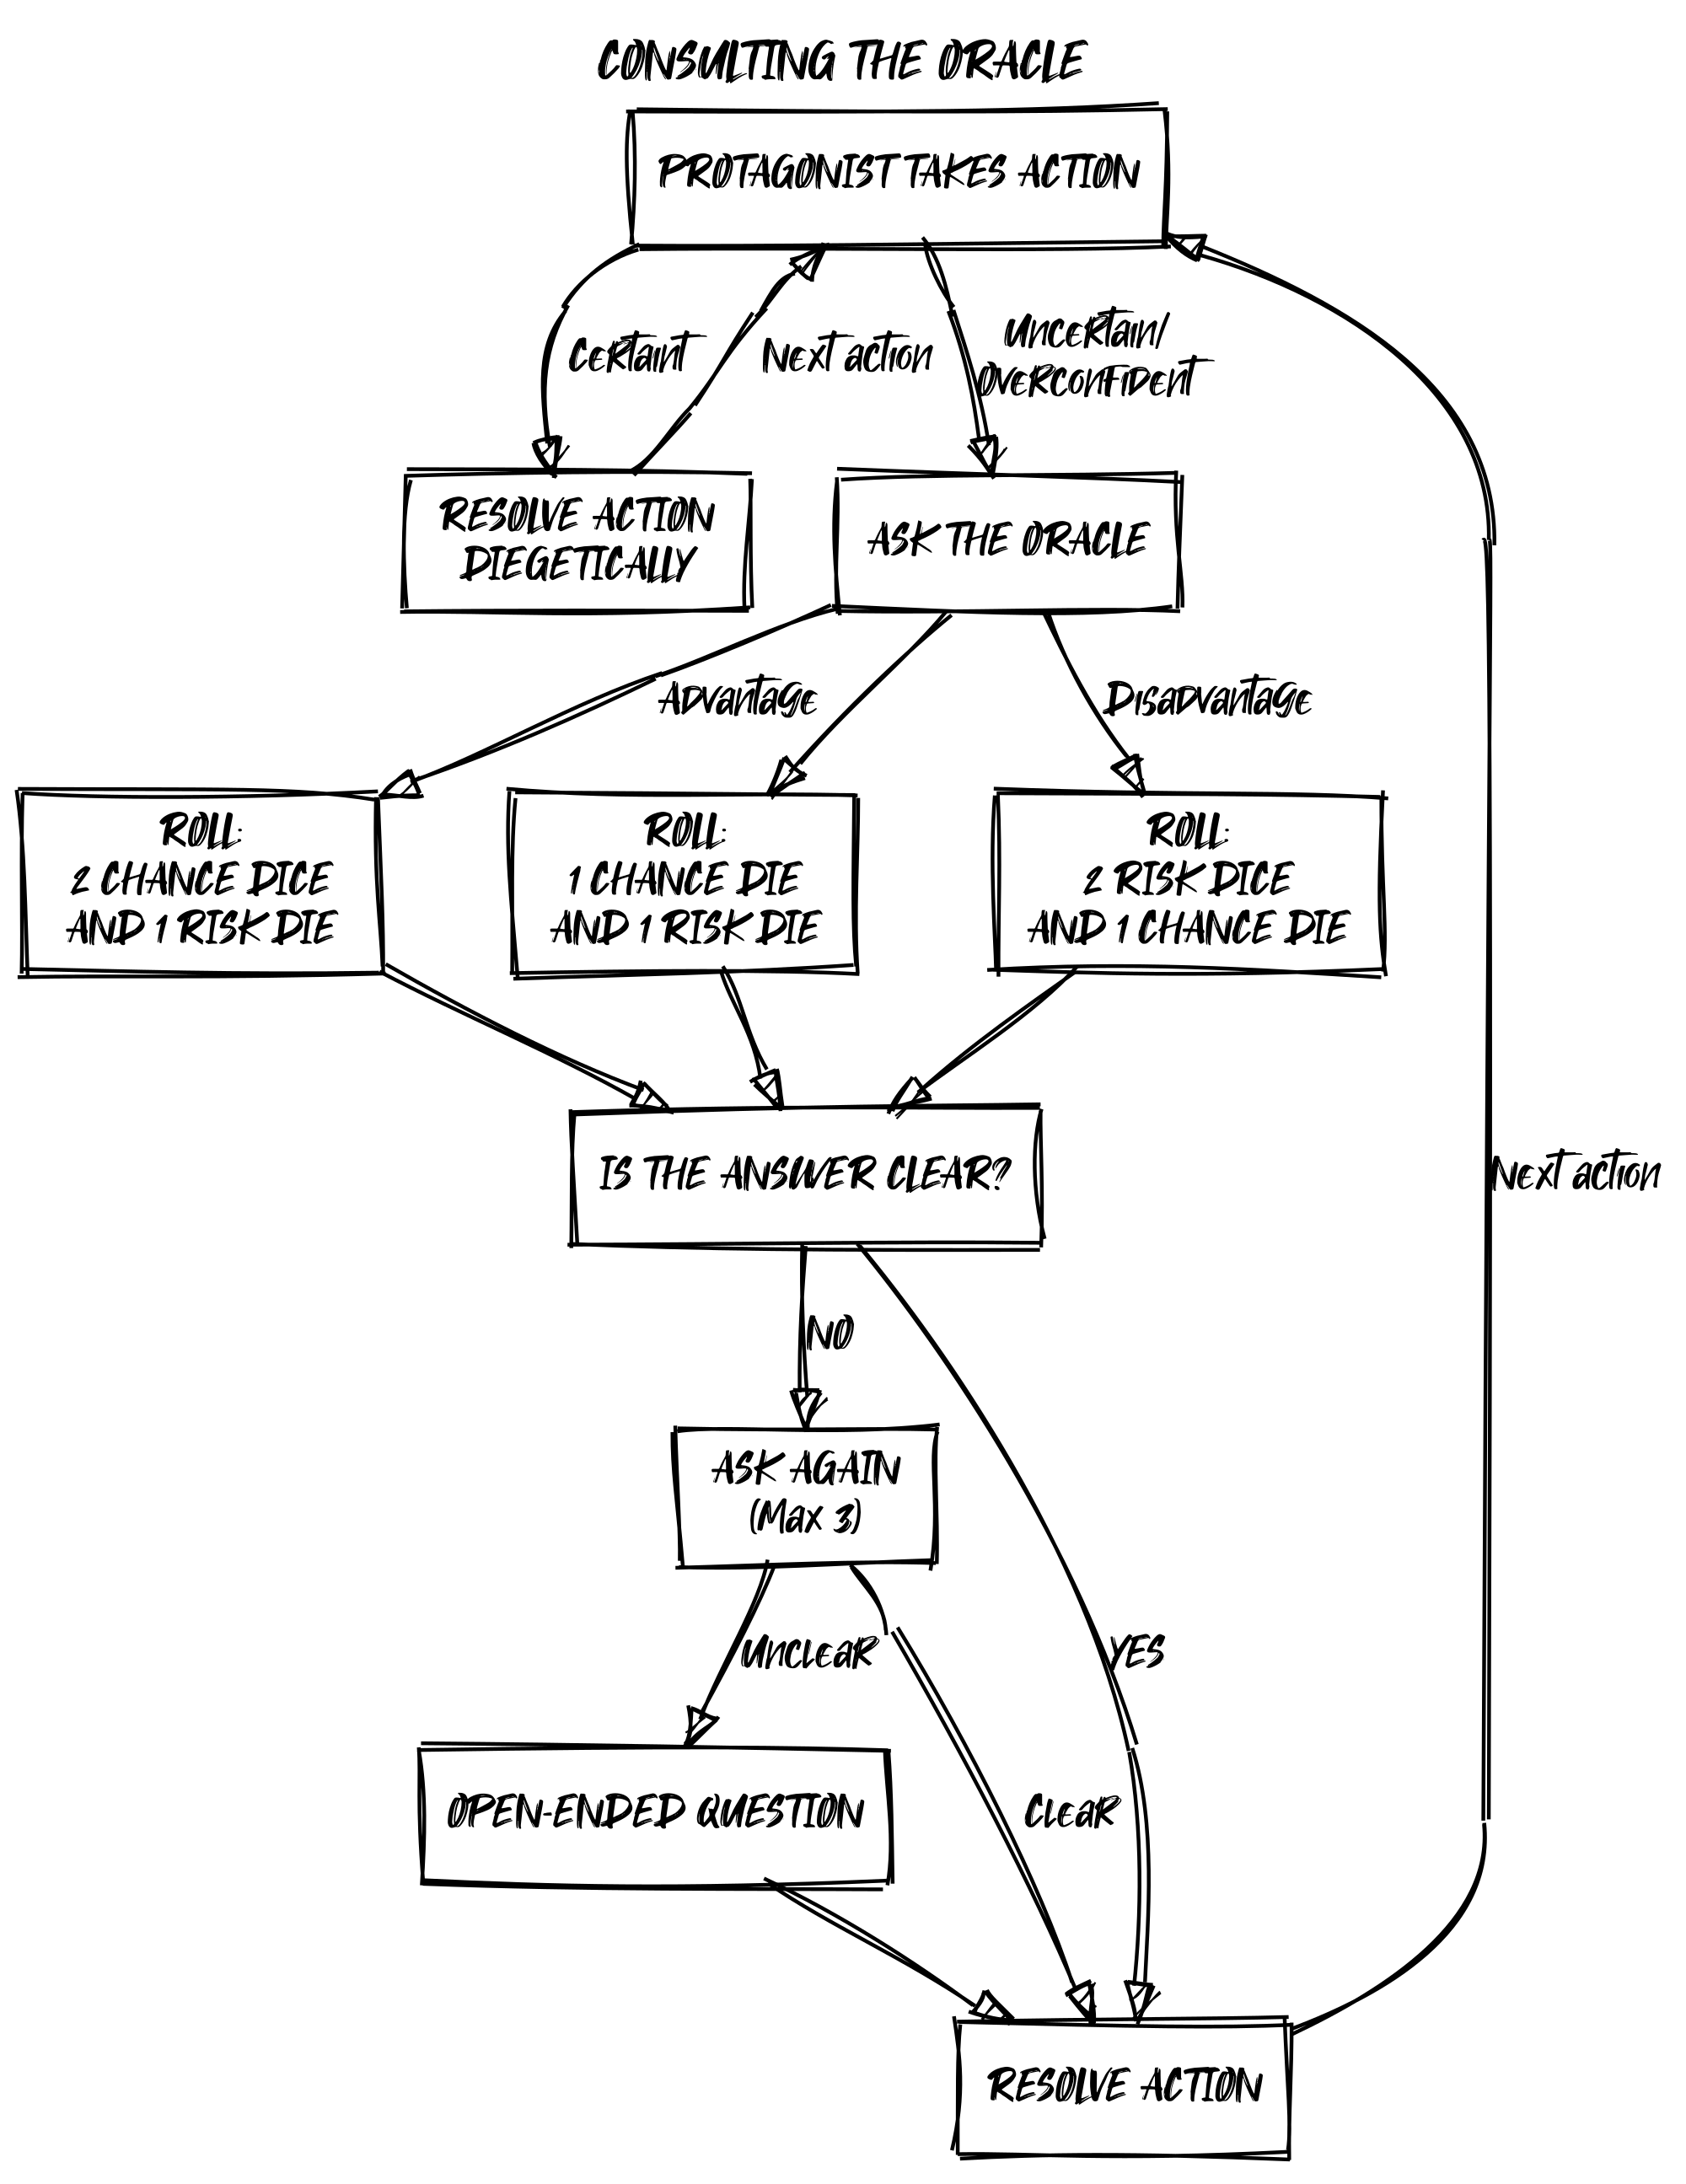 CONSULTING THE ORACLE
PROTAGONIST TAKES ACTION
Certain
Next action
Uncertain/
Overconfident
RESOLVE ACTION
DIEGETICALLY
ASK THE ORACLE
Advantage
Disadvantage
ROLL:
2 CHANCE DICE
AND 1 RISK DIE
ROLL:
1 CHANCE DIE
AND 1 RISK DIE
ROLL:
2 RISK DICE
AND 1 CHANCE DIE
IS THE ANSWER CLEAR?
Next action
NO
ASK AGAIN
(Max 3)
Unclear
YES
OPEN-ENDED QUESTION
Clear
RESOLVE ACTION